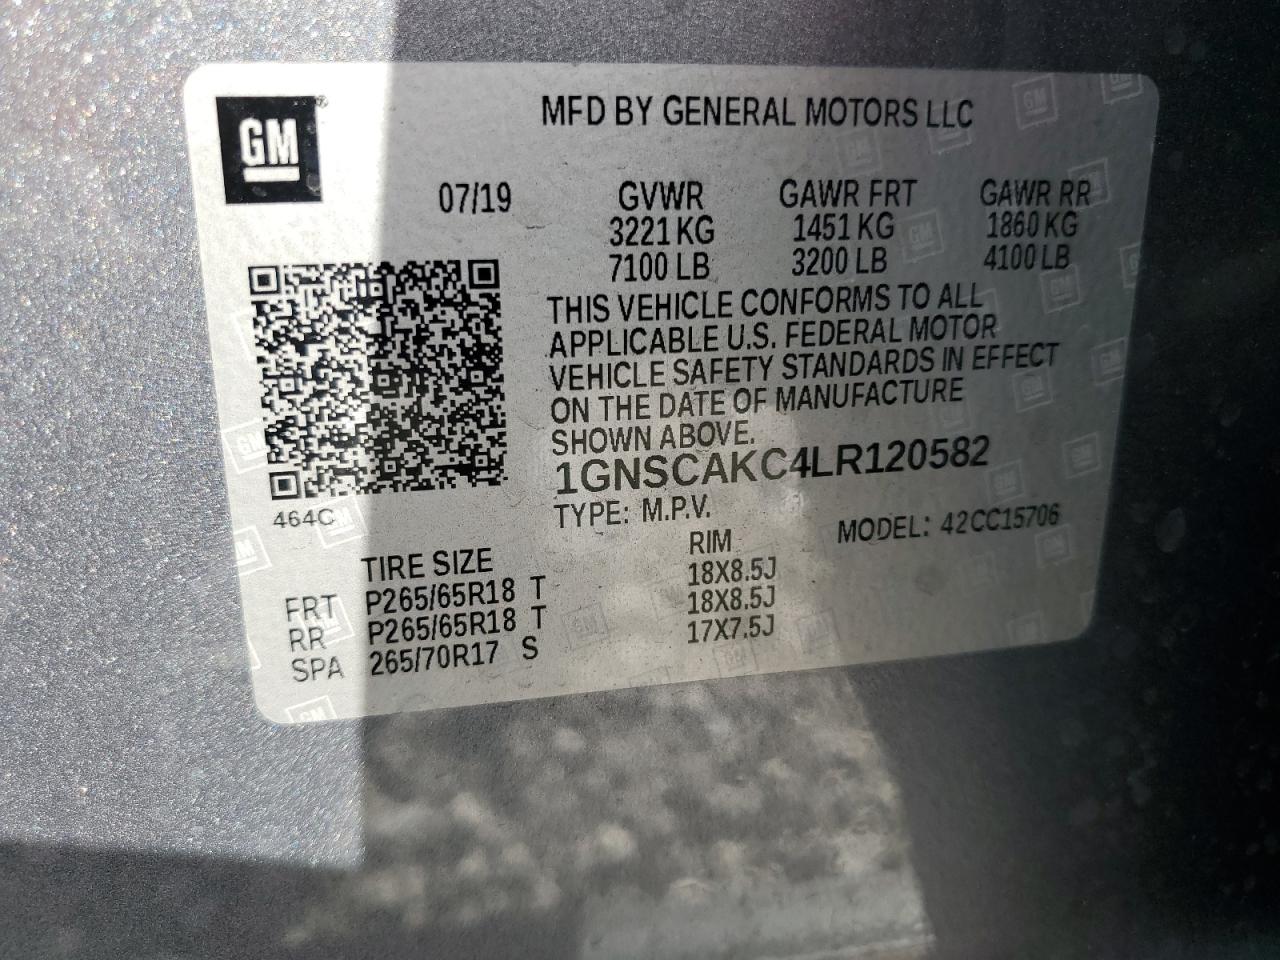 GM
MFD BY GENERAL MOTORS LLC
07/19 GVWR GAWR FRT GAWR RR
3221 KG 1451 KG 1860 KG
7100 LB 3200 LB 4100 LB
THIS VEHICLE CONFORMS TO ALL
APPLICABLE U.S. FEDERAL MOTOR
VEHICLE SAFETY STANDARDS IN EFFECT
ON THE DATE OF MANUFACTURE
SHOWN ABOVE.
1GNSCAKC4LR120582
464C
TYPE: M.P.V. MODEL: 42CC15706
TIRE SIZE RIM
FRT P265/65R18 T 18X8.5J
RR P265/65R18 T 18X8.5J
SPA 265/70R17 S 17X7.5J